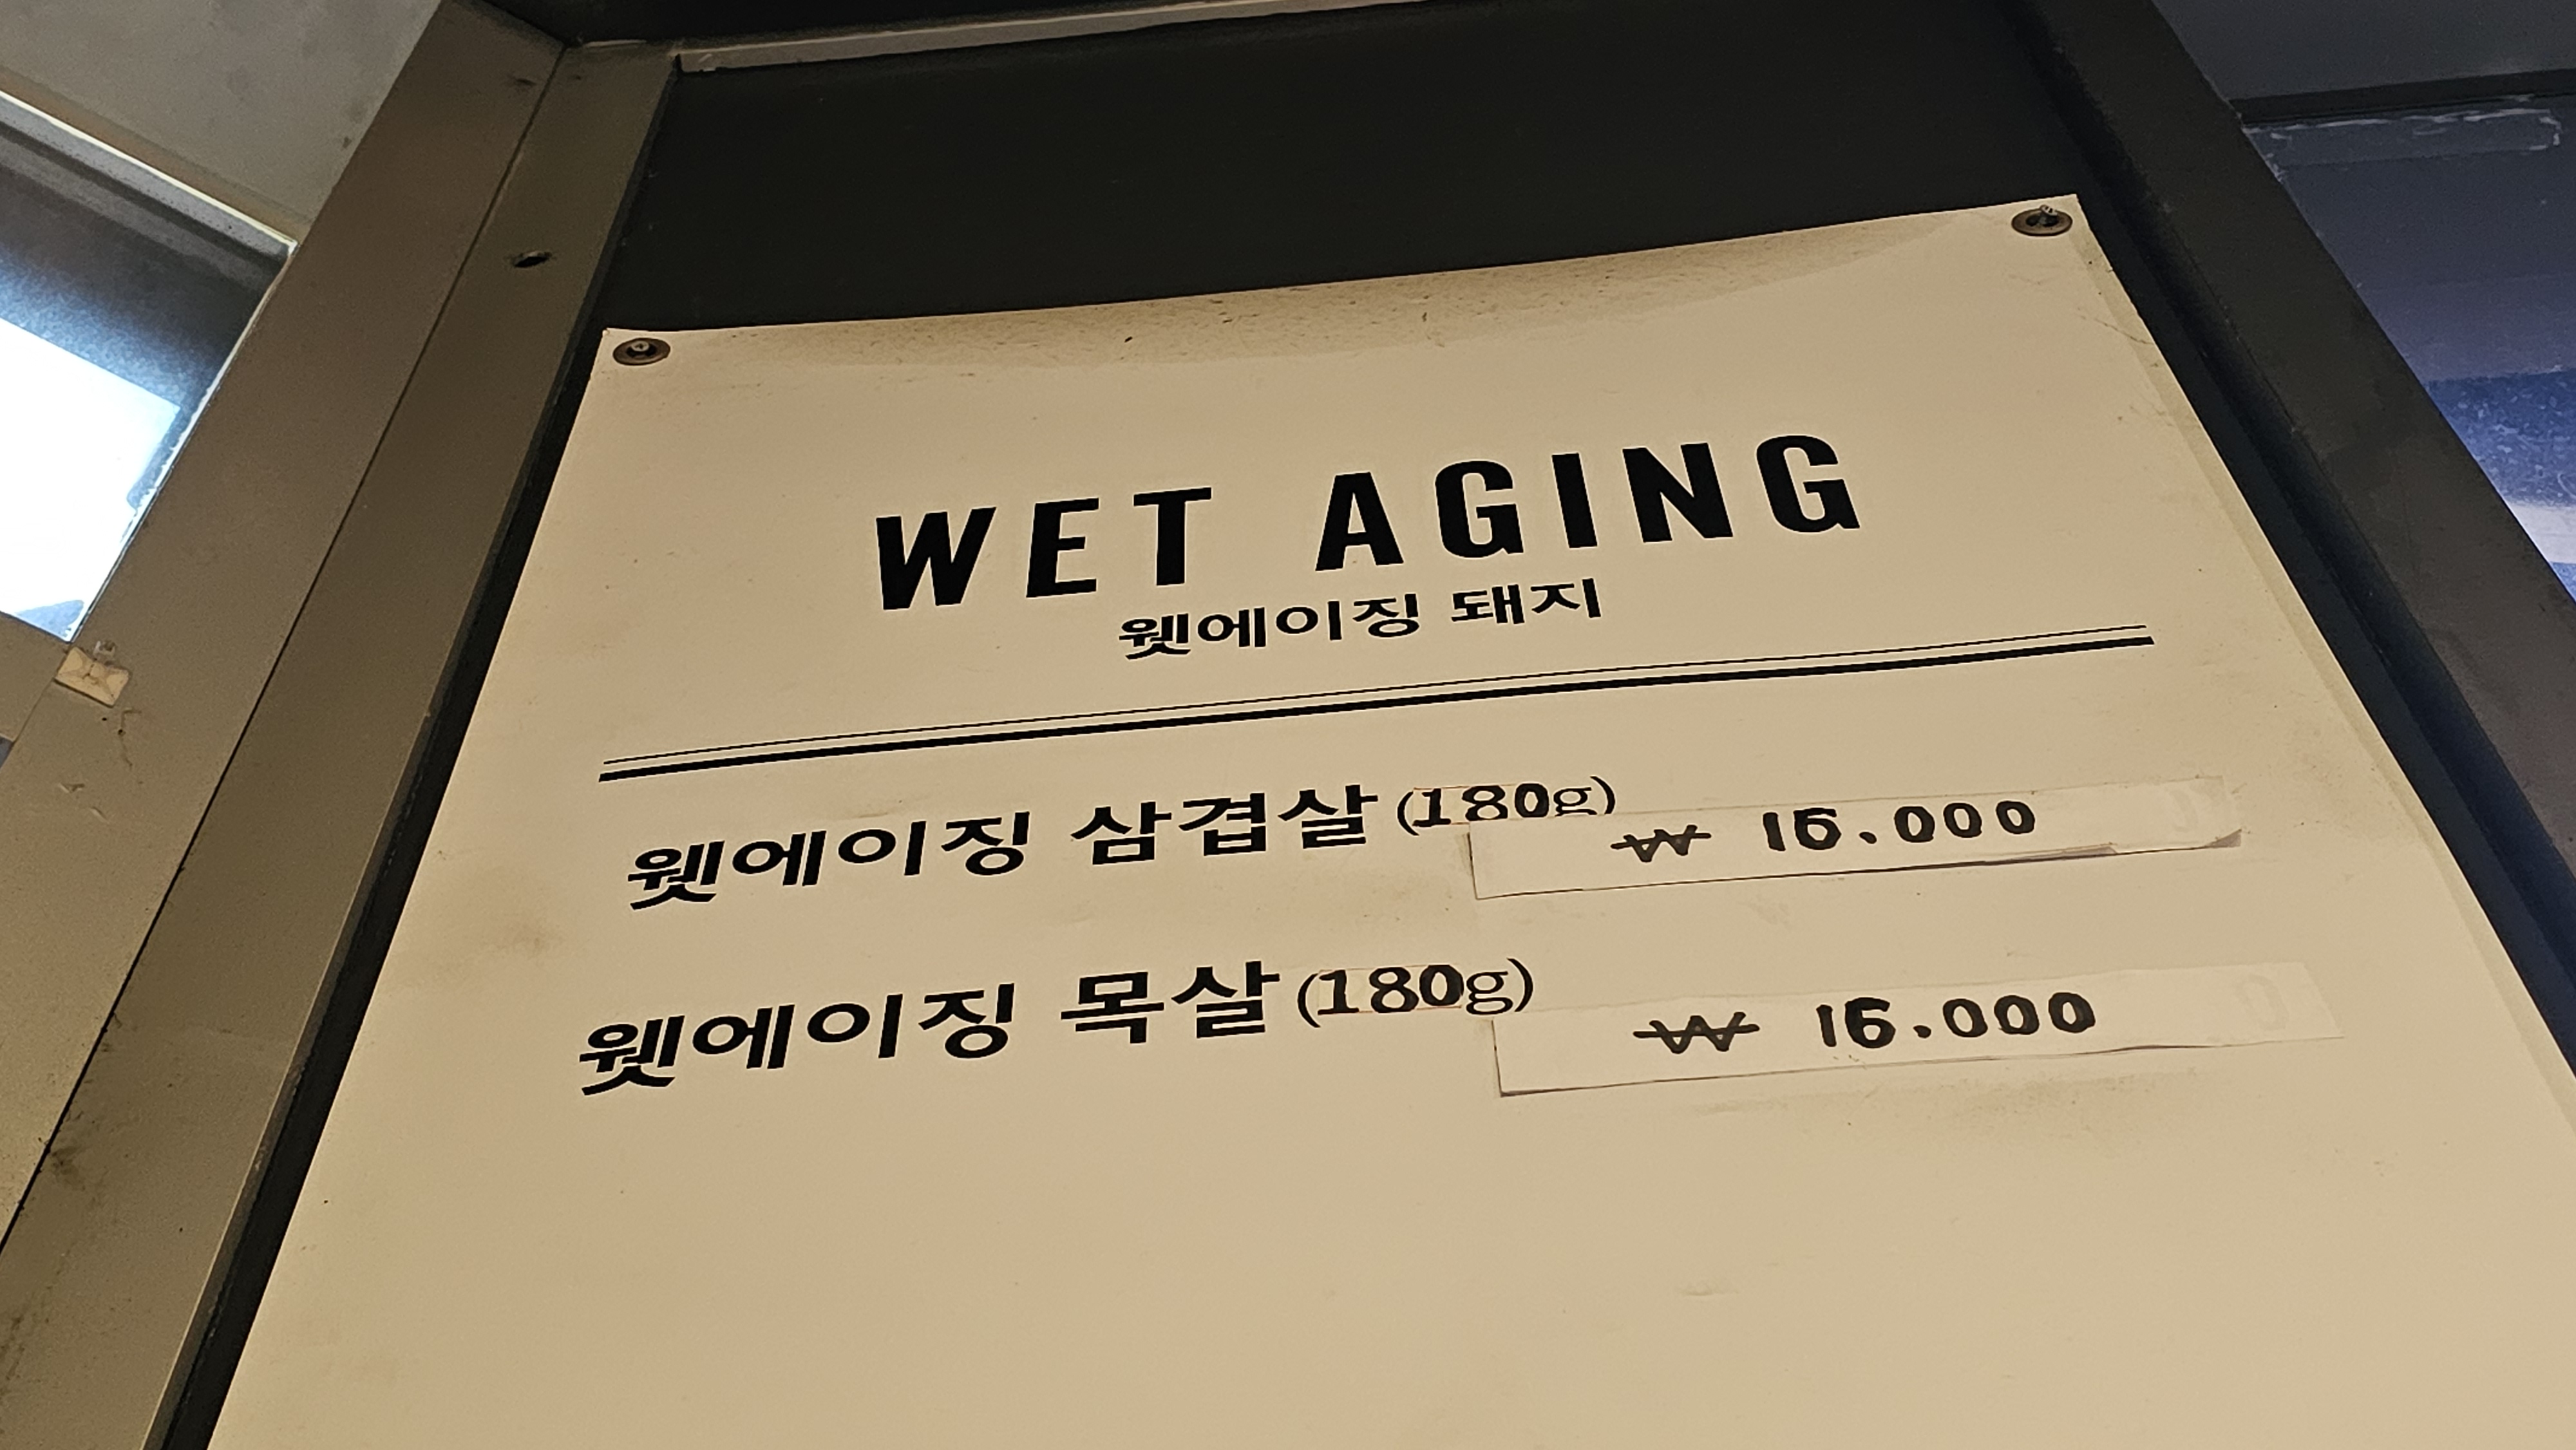 WET AGING
웻에이징 돼지
웻에이징 삼겹살 (180g) ₩ 16.000
웻에이징 목살 (180g) ₩ 16.000